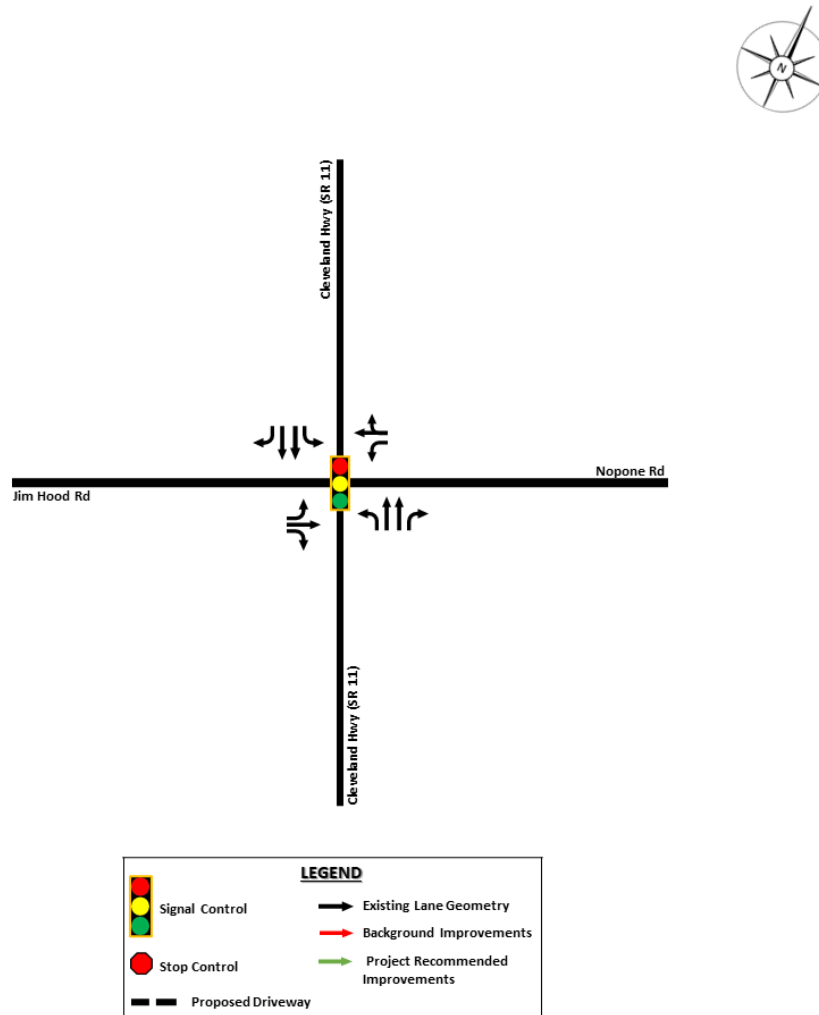 N
Cleveland Hwy (SR 11)
Nopone Rd
Jim Hood Rd
Cleveland Hwy (SR 11)
LEGEND
Signal Control
Existing Lane Geometry
Background Improvements
Stop Control
Project Recommended
Improvements
Proposed Driveway